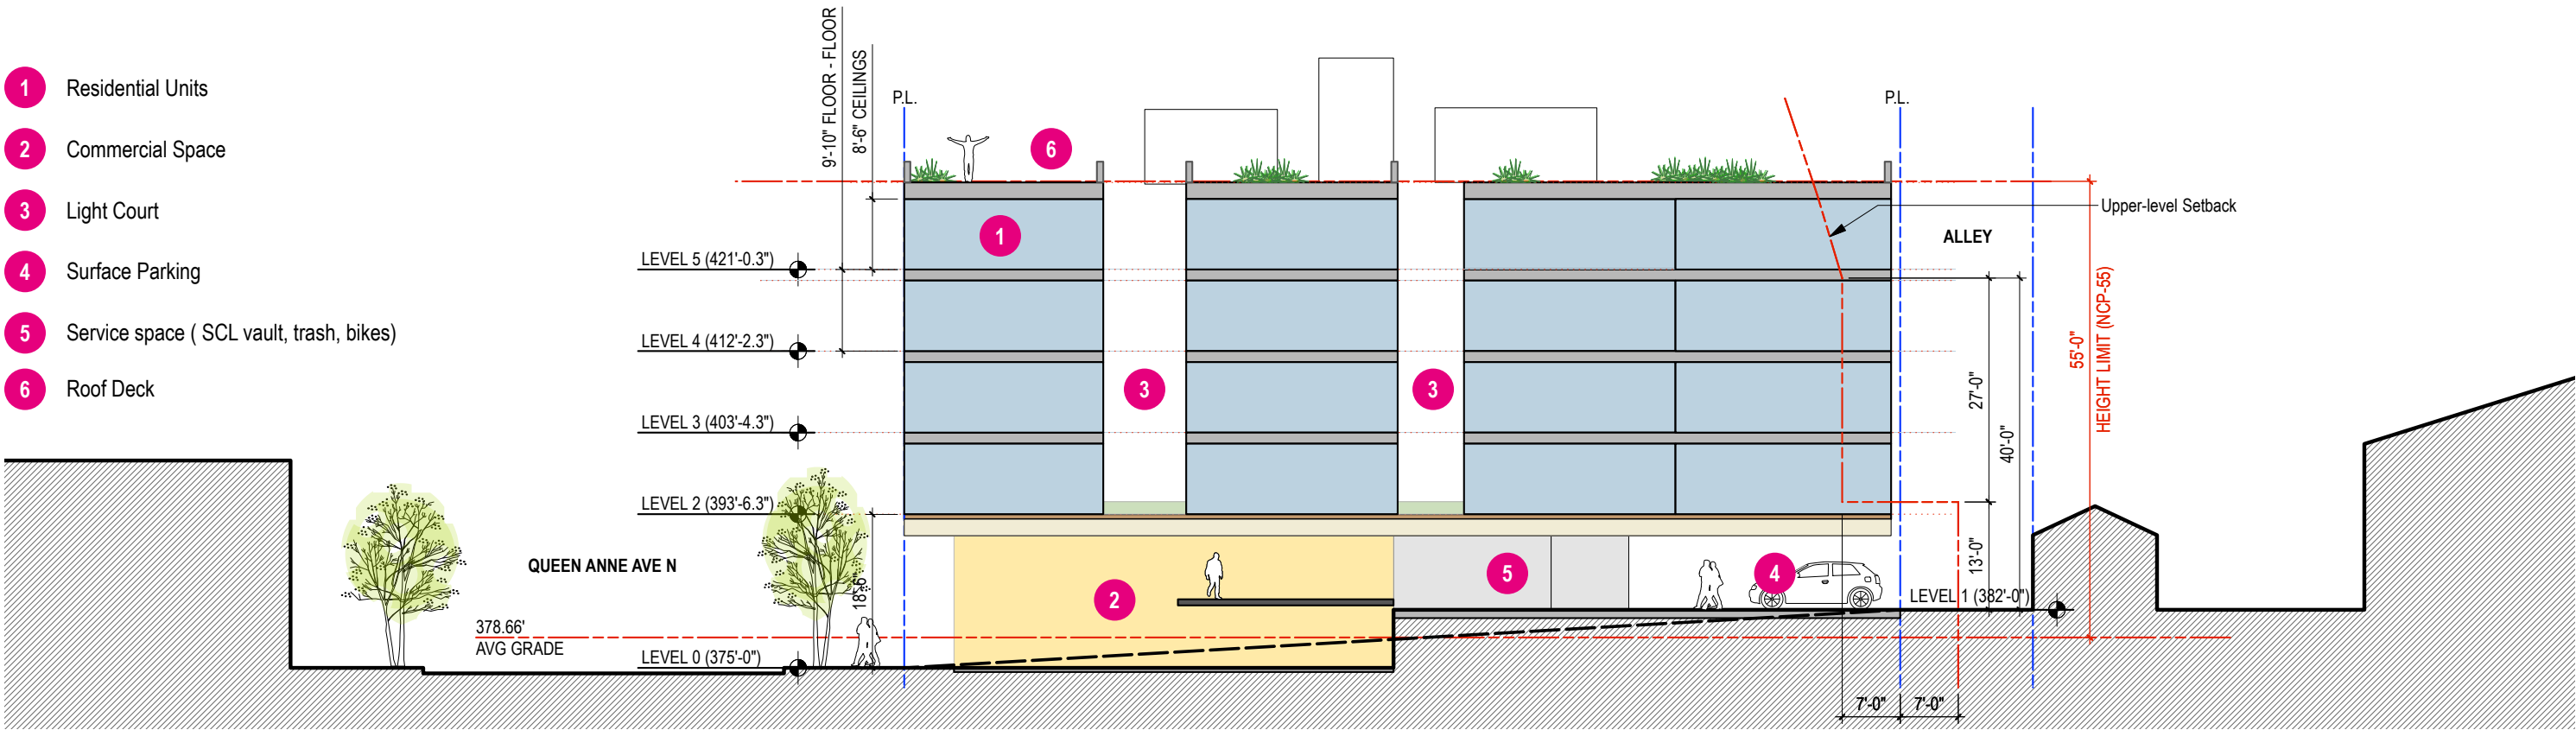 1 Residential Units
2 Commercial Space
3 Light Court
4 Surface Parking
5 Service space ( SCL vault, trash, bikes)
6 Roof Deck
9'-10" FLOOR - FLOOR
8'-6" CEILINGS
P.L.
P.L.
6
Upper-level Setback
1
ALLEY
LEVEL 5 (421'-0.3")
LEVEL 4 (412'-2.3")
55'-0"
HEIGHT LIMIT (NCP-55)
3
3
27'-0"
40'-0"
LEVEL 3 (403'-4.3")
LEVEL 2 (393'-6.3")
QUEEN ANNE AVE N
13'-0"
18'-6"
2
5
4
LEVEL 1 (382'-0")
378.66'
AVG GRADE
LEVEL 0 (375'-0")
7'-0"
7'-0"